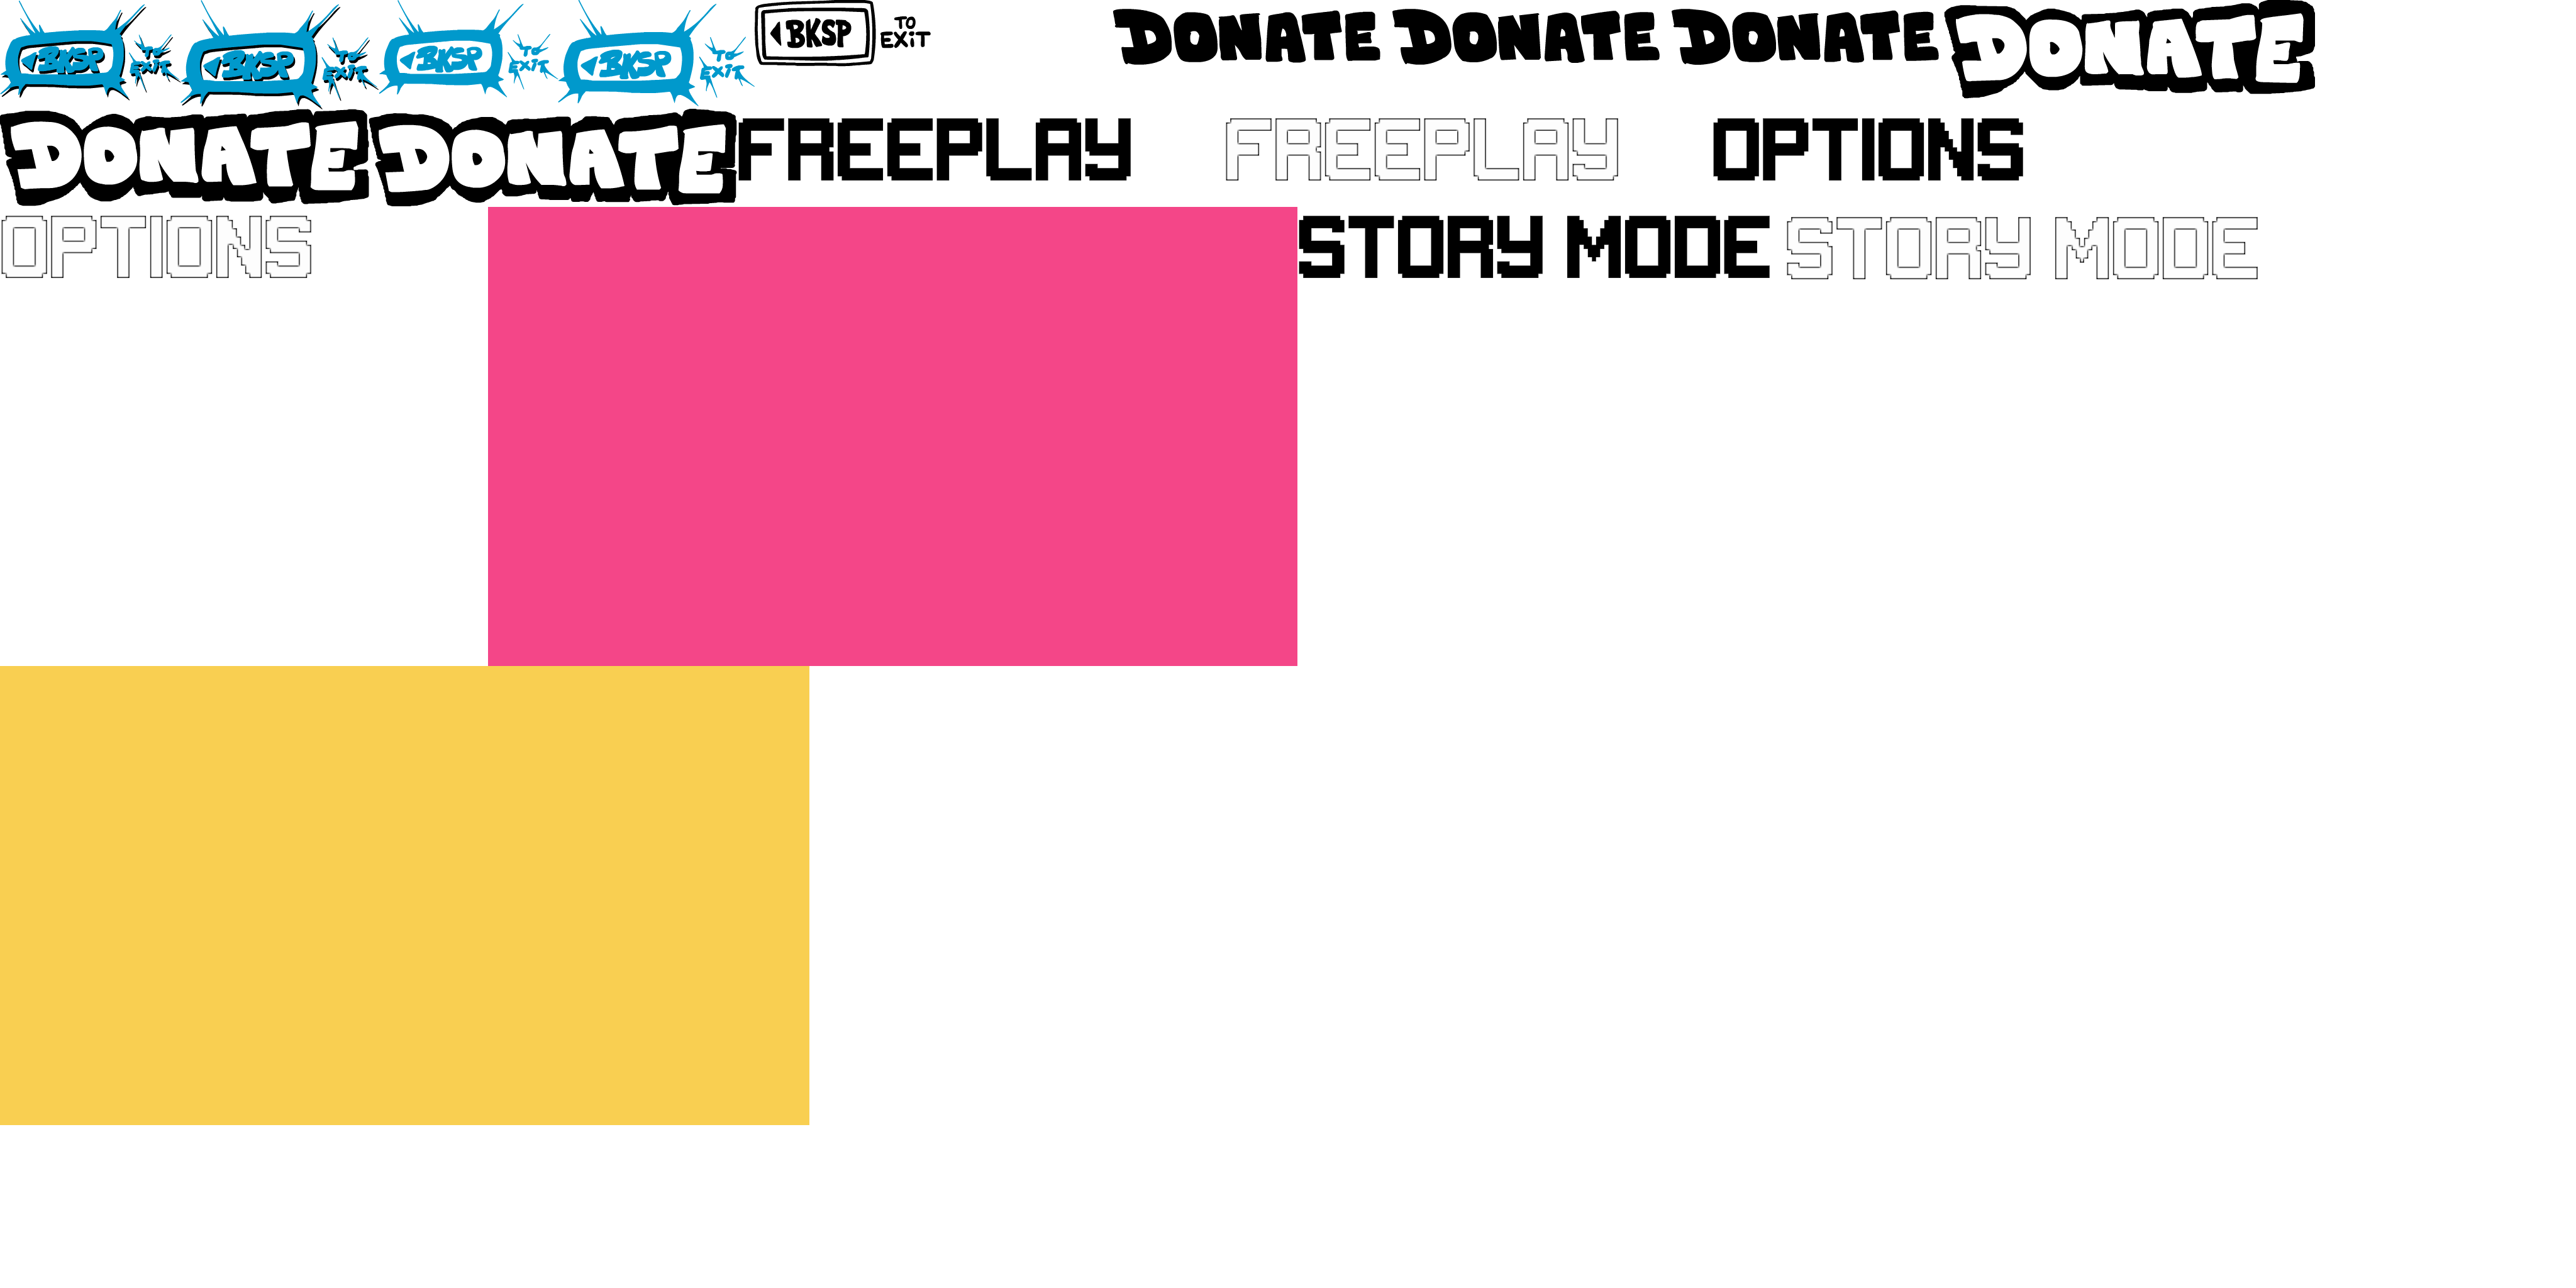 BKSP TO EXIT BKSP TO EXIT BKSP TO EXIT BKSP TO EXIT BKSP TO EXIT DONATE DONATE DONATE DONATE
DONATE DONATE FREEPLAY FREEPLAY OPTIONS
OPTIONS STORY MODE STORY MODE